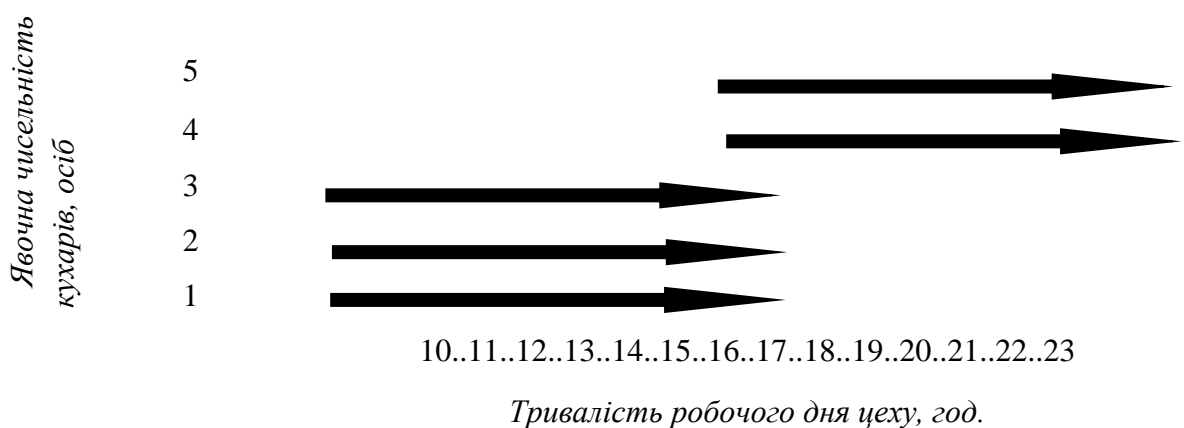 Явочна чисельність
кухарів, осіб
5
4
3
2
1
10..11..12..13..14..15..16..17..18..19..20..21..22..23
Тривалість робочого дня цеху, год.